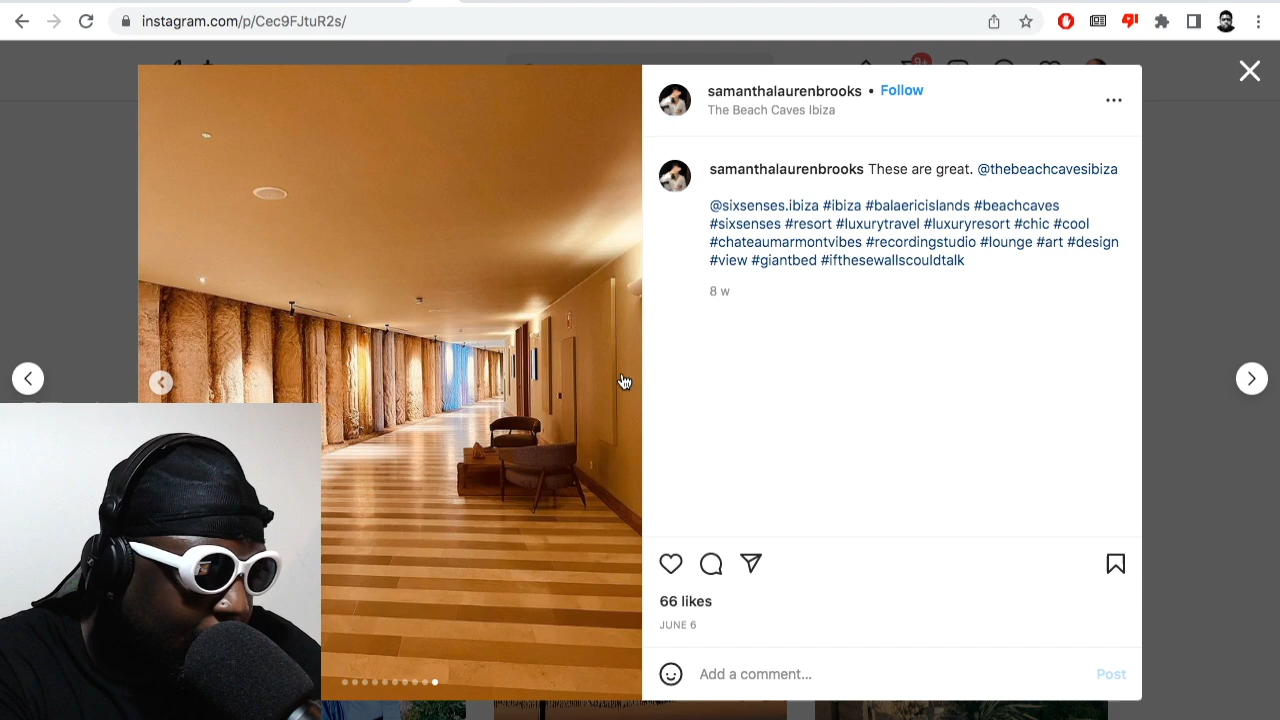 instagram.com/p/Cec9FJtuR2s/
9+
samanthalaurenbrooks • Follow
The Beach Caves Ibiza
samanthalaurenbrooks These are great. @thebeachcavesibiza
@sixsenses.ibiza #ibiza #balaericislands #beachcaves
#sixsenses #resort #luxurytravel #luxuryresort #chic #cool
#chateaumarmontvibes #recordingstudio #lounge #art #design
#view #giantbed #ifthesewallscouldtalk
8 w
66 likes
JUNE 6
Add a comment...
Post